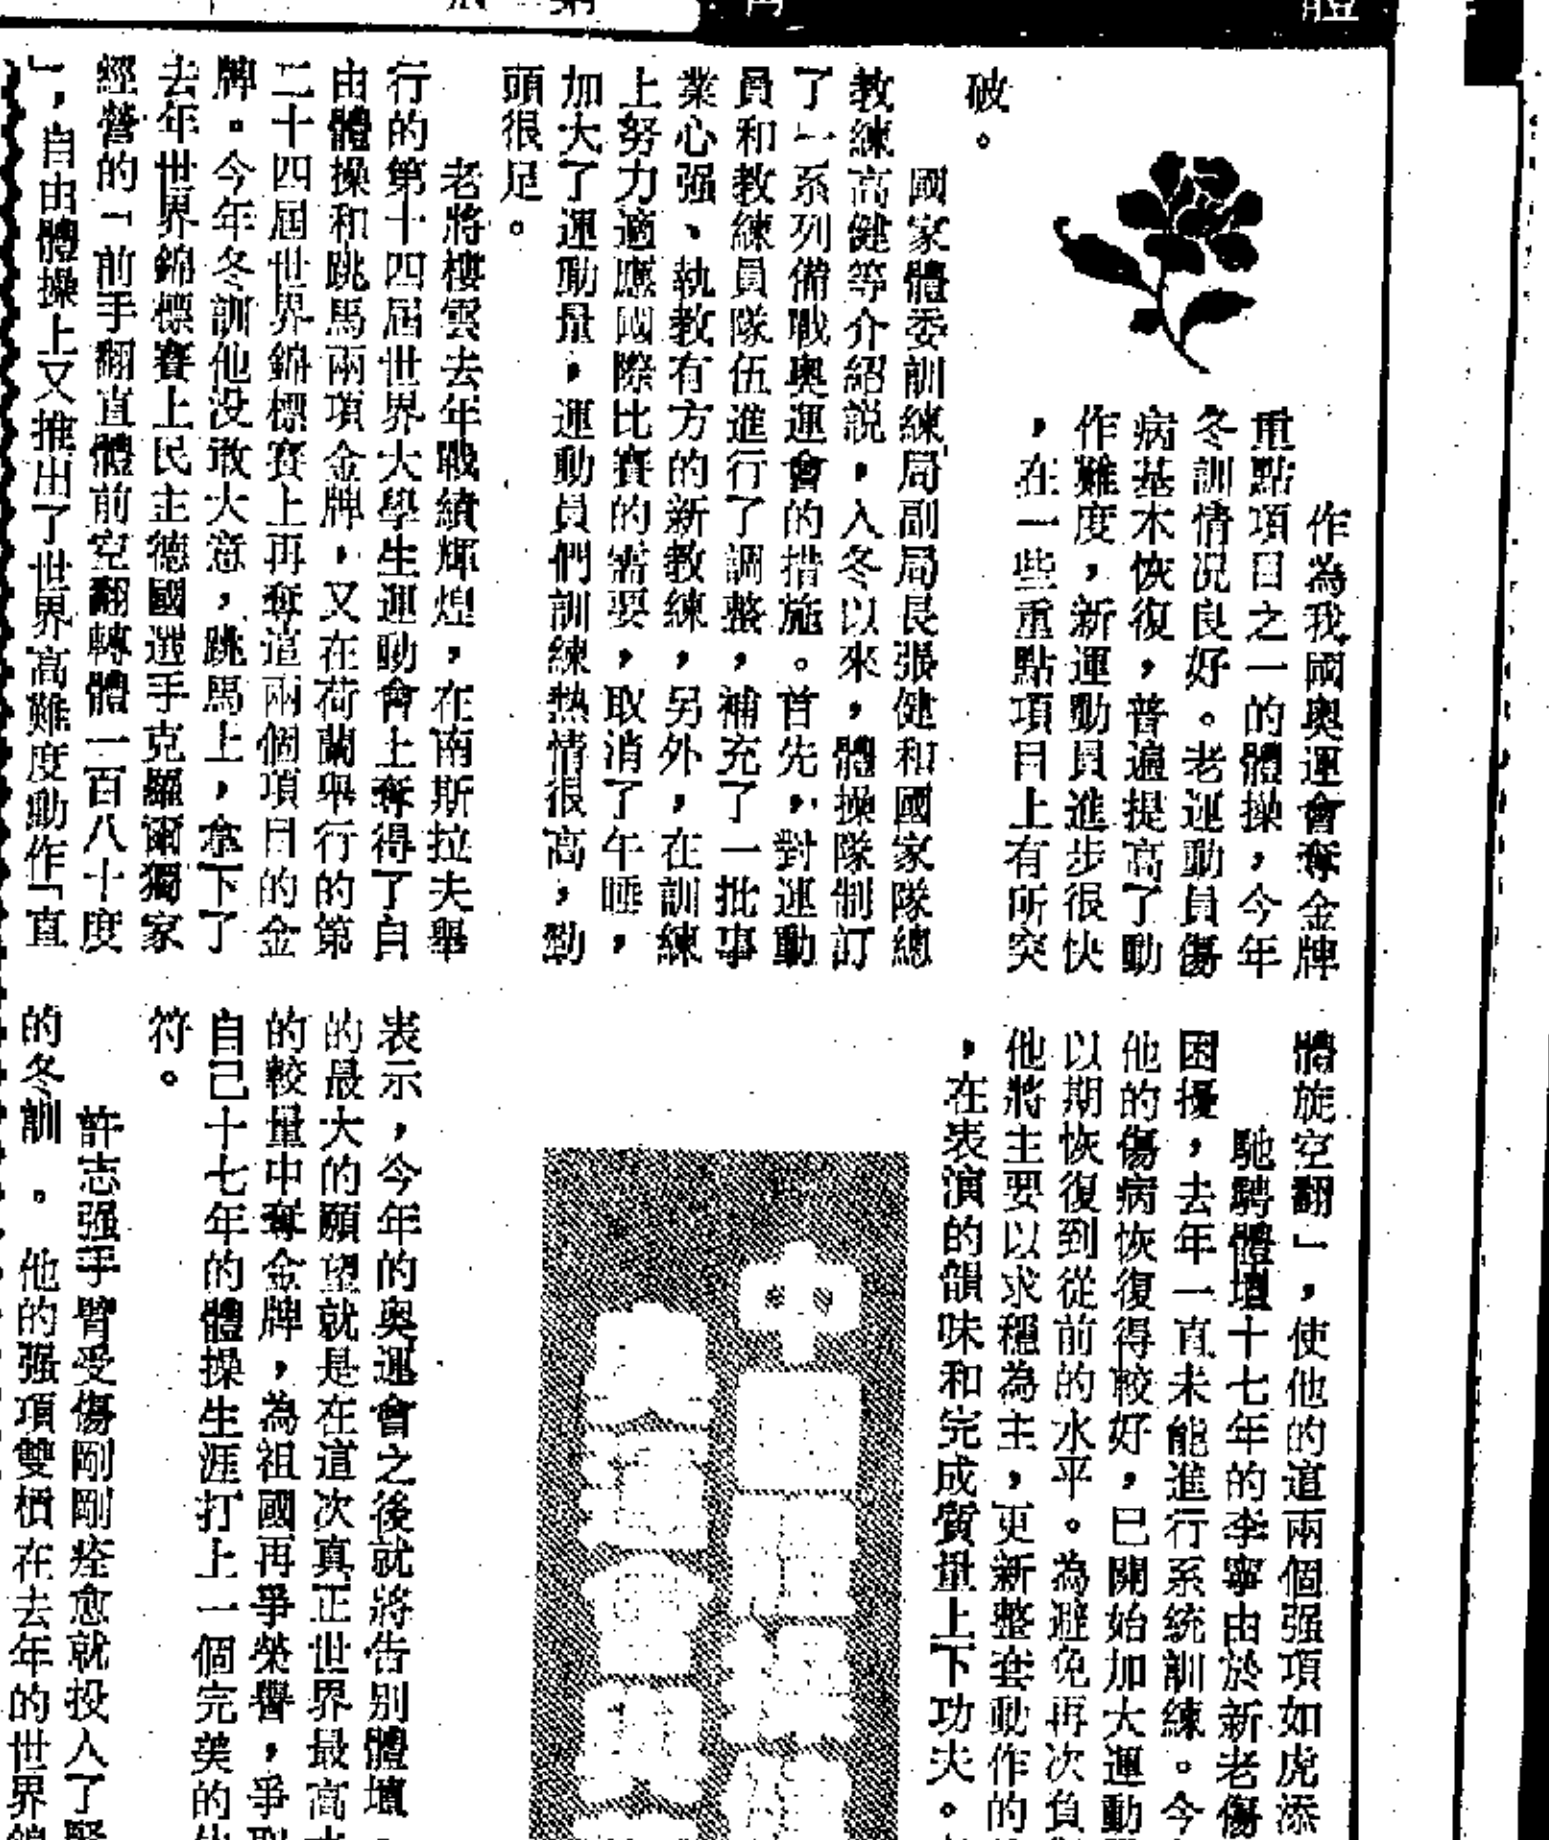 體
作為我國奧運會奪金牌
重點項目之一的體操，今年
冬訓情况良好。老運動員傷
病基本恢復，普遍提高了動
作難度，新運動員進步很快
，在一些重點項目上有所突
破。
國家體委訓練局副局長張健和國家隊總
教練高健等介紹説，入冬以來，體操隊制訂
了一系列備戰奧運會的措施。首先，對運動
員和教練員隊伍進行了調整，補充了一批事
業心强、執教有方的新教練，另外，在訓練
上努力適應國際比賽的需要，取消了午睡，
加大了運動量，運動員們訓練熱情很高，勁
頭很足。
老將樓雲去年戰績輝煌，在南斯拉夫舉
行的第十四屆世界大學生運動會上奪得了自
由體操和跳馬兩項金牌，又在荷蘭舉行的第
二十四屆世界錦標賽上再奪這兩個項目的金
牌。今年冬訓他没敢大意，跳馬上，拿下了
去年世界錦標賽上民主德國選手克羅爾獨家
經營的「前手翻直體前空翻轉體一百八十度
」，自由體操上又推出了世界高難度動作「直
體旋空翻」，使他的這兩個强項如虎添
馳騁體壇十七年的李寧由於新老傷
困擾，去年一直未能進行系統訓練。今
他的傷病恢復得較好，已開始加大運動
以期恢復到從前的水平。為避免再次負
他將主要以求穩為主，更新整套動作的
，在表演的韻味和完成質量上下功夫。
中國體操
奧運會
表示，今年的奧運會之後就將告别體壇
的最大的願望就是在這次真正世界最高
的較量中奪金牌，為祖國再爭榮譽，爭取
自己十七年的體操生涯打上一個完美的
符。
許志强手臂受傷剛剛痊愈就投入了緊
的冬訓。他的强項雙槓在去年的世界錦